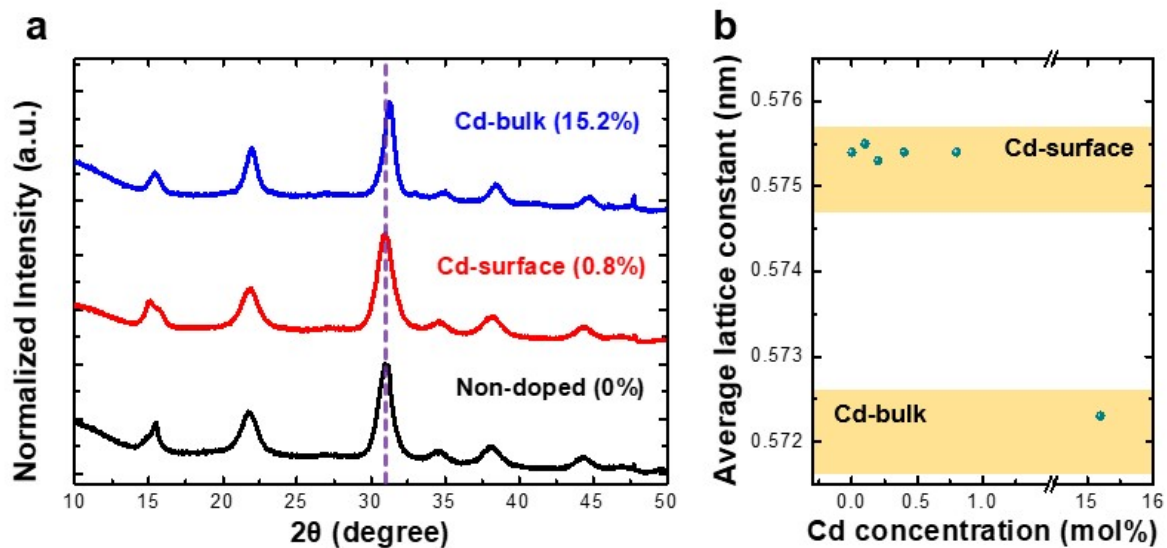 a
Normalized Intensity (a.u.)
Cd-bulk (15.2%)
Cd-surface (0.8%)
Non-doped (0%)
10 15 20 25 30 35 40 45 50
2θ (degree)
b
Average lattice constant (nm)
0.576
0.575
0.574
0.573
0.572
Cd-surface
Cd-bulk
0.0 0.5 1.0 15 16
Cd concentration (mol%)